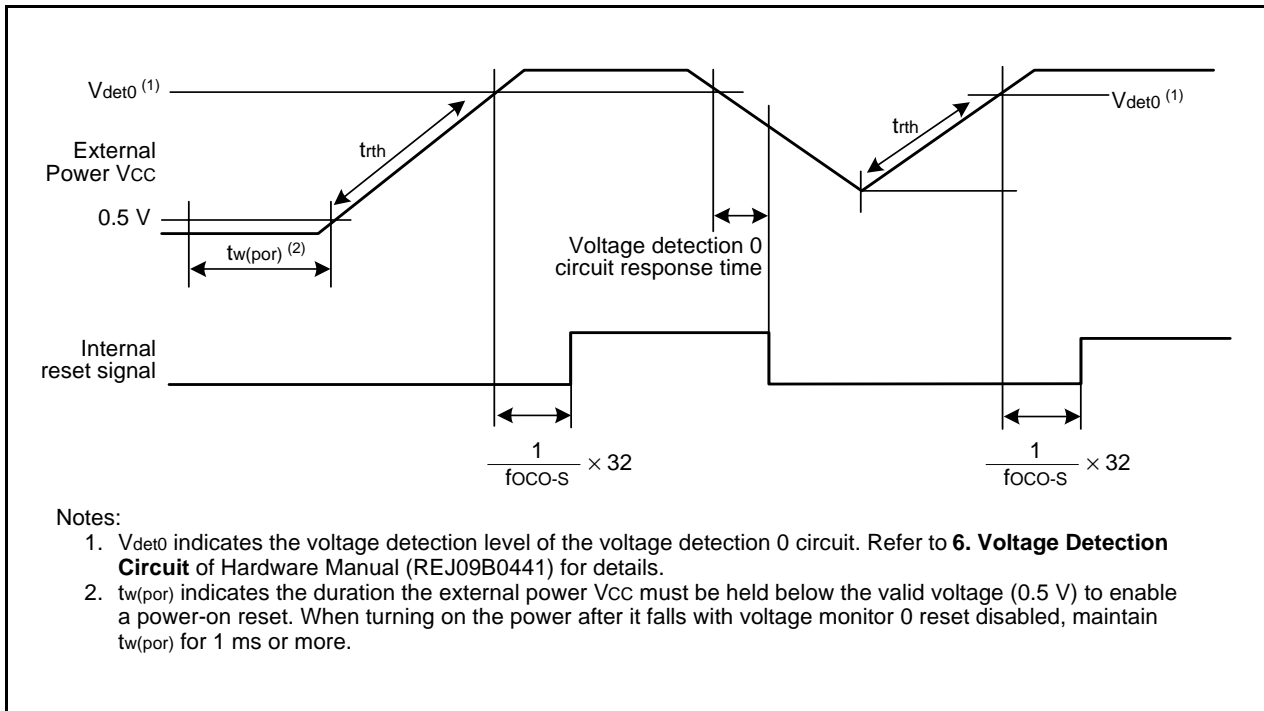 Vdet0 (1)
Vdet0 (1)
trth
trth
External
Power VCC
0.5 V
tw(por) (2)
Voltage detection 0
circuit response time
Internal
reset signal
1
fOCO-S
× 32
1
fOCO-S
× 32
Notes:
1. Vdet0 indicates the voltage detection level of the voltage detection 0 circuit. Refer to 6. Voltage Detection
Circuit of Hardware Manual (REJ09B0441) for details.
2. tw(por) indicates the duration the external power VCC must be held below the valid voltage (0.5 V) to enable
a power-on reset. When turning on the power after it falls with voltage monitor 0 reset disabled, maintain
tw(por) for 1 ms or more.